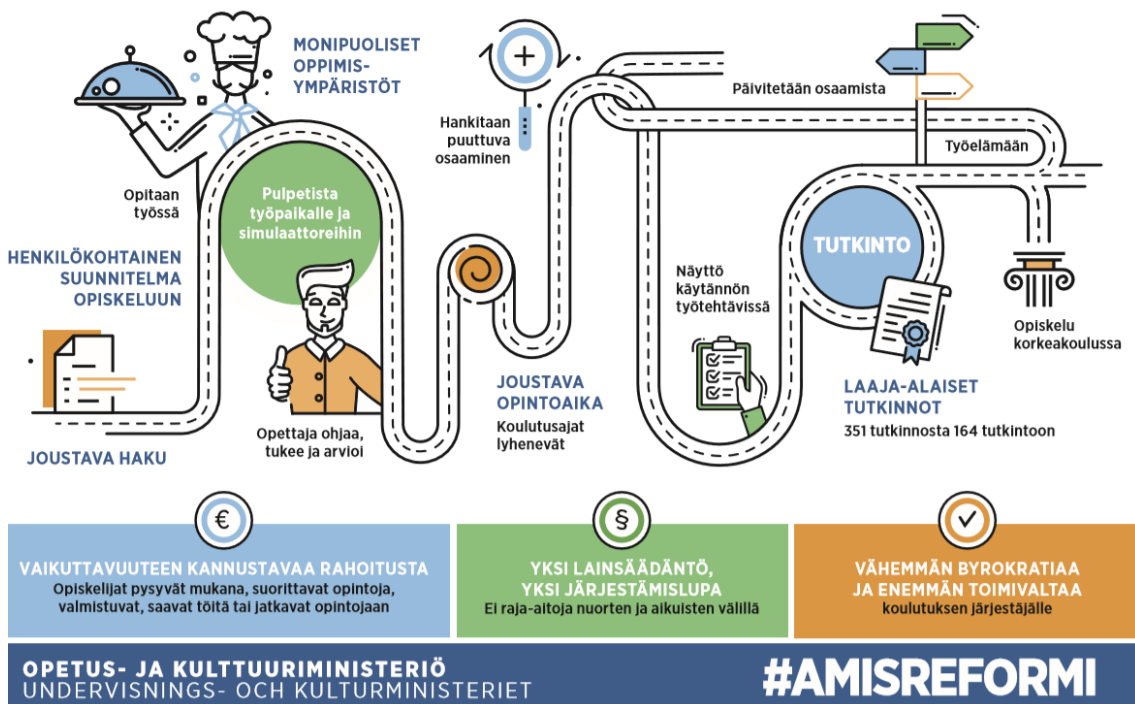 MONIPUOLISET
OPPIMIS-
YMPÄRISTÖT
Opitaan
työssä
Pulpetista
työpaikalle ja
simulaattoreihin
HENKILÖKOHTAINEN
SUUNNITELMA
OPISKELUUN
JOUSTAVA HAKU
Opettaja ohjaa,
tukee ja arvioi
Hankitaan
puuttuva
osaaminen
JOUSTAVA
OPINTOAIKA
Koulutusajat
lyhenevät
Näyttö
käytännön
työtehtävissä
Päivitetään osaamista
Työelämään
TUTKINTO
Opiskelu
korkeakoulussa
LAAJA-ALAISET
TUTKINNOT
351 tutkinnosta 164 tutkintoon
€
VAIKUTTAVUUTEEN KANNUSTAVAA RAHOITUSTA
Opiskelijat pysyvät mukana, suorittavat opintoja,
valmistuvat, saavat töitä tai jatkavat opintojaan
§
YKSI LAINSÄÄDÄNTÖ,
YKSI JÄRJESTÄMISLUPA
Ei raja-aitoja nuorten ja aikuisten välillä
VÄHEMMÄN BYROKRATIAA
JA ENEMMÄN TOIMIVALTAA
koulutuksen järjestäjälle
OPETUS- JA KULTTUURIMINISTERIÖ
UNDERVISNINGS- OCH KULTURMINISTERIET
#AMISREFORMI